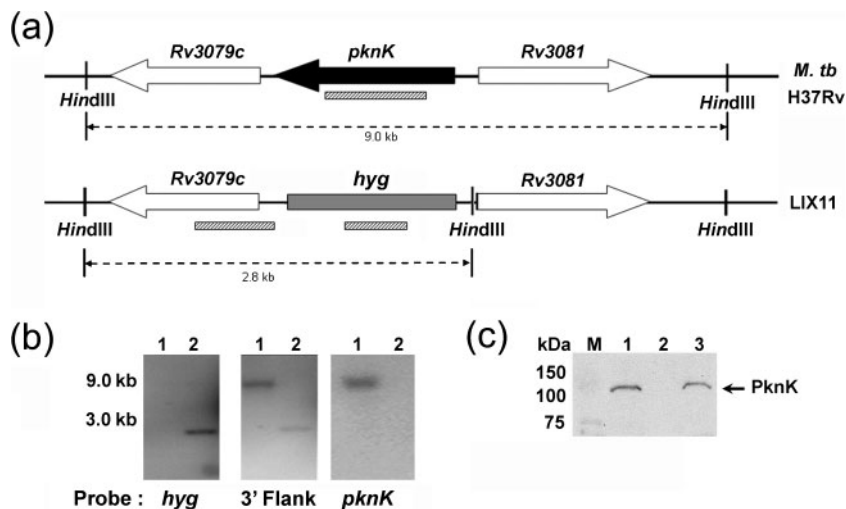 (a)
Rv3079c pknK Rv3081
M. tb
H37Rv
HindIII HindIII
9.0 kb
Rv3079c hyg Rv3081
LIX11
HindIII HindIII HindIII
2.8 kb
(b)
1 2 1 2 1 2
9.0 kb
3.0 kb
Probe : hyg 3' Flank pknK
(c)
kDa M 1 2 3
150
100
75
PknK